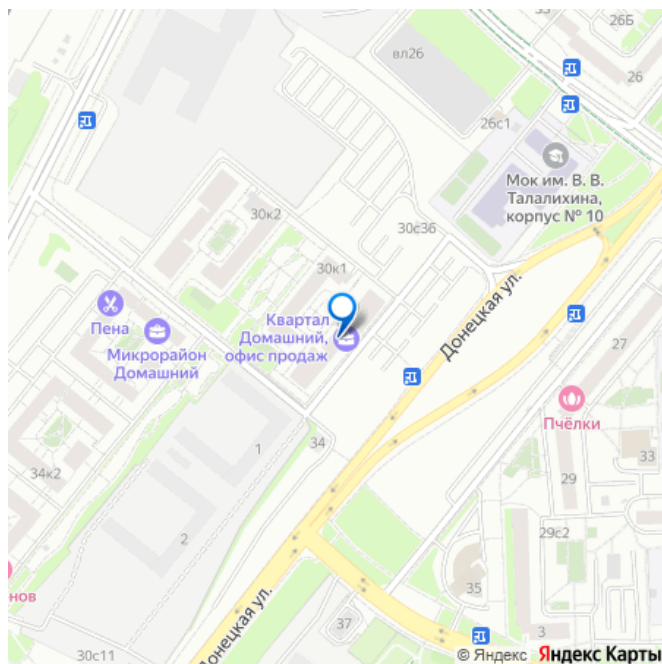 33
26Б
вл26
26
26с1
Мок им. В. В.
Талалихина,
корпус № 10
30к2
30с36
30к1
Донецкая ул.
Пена
Микрорайон
Домашний
Квартал
Домашний,
офис продаж
27
Пчёлки
1
34
33
34к2
29
2
29с2
35
нов
37
3
30с11
Донецкая ул.
© Яндекс Яндекс Карты